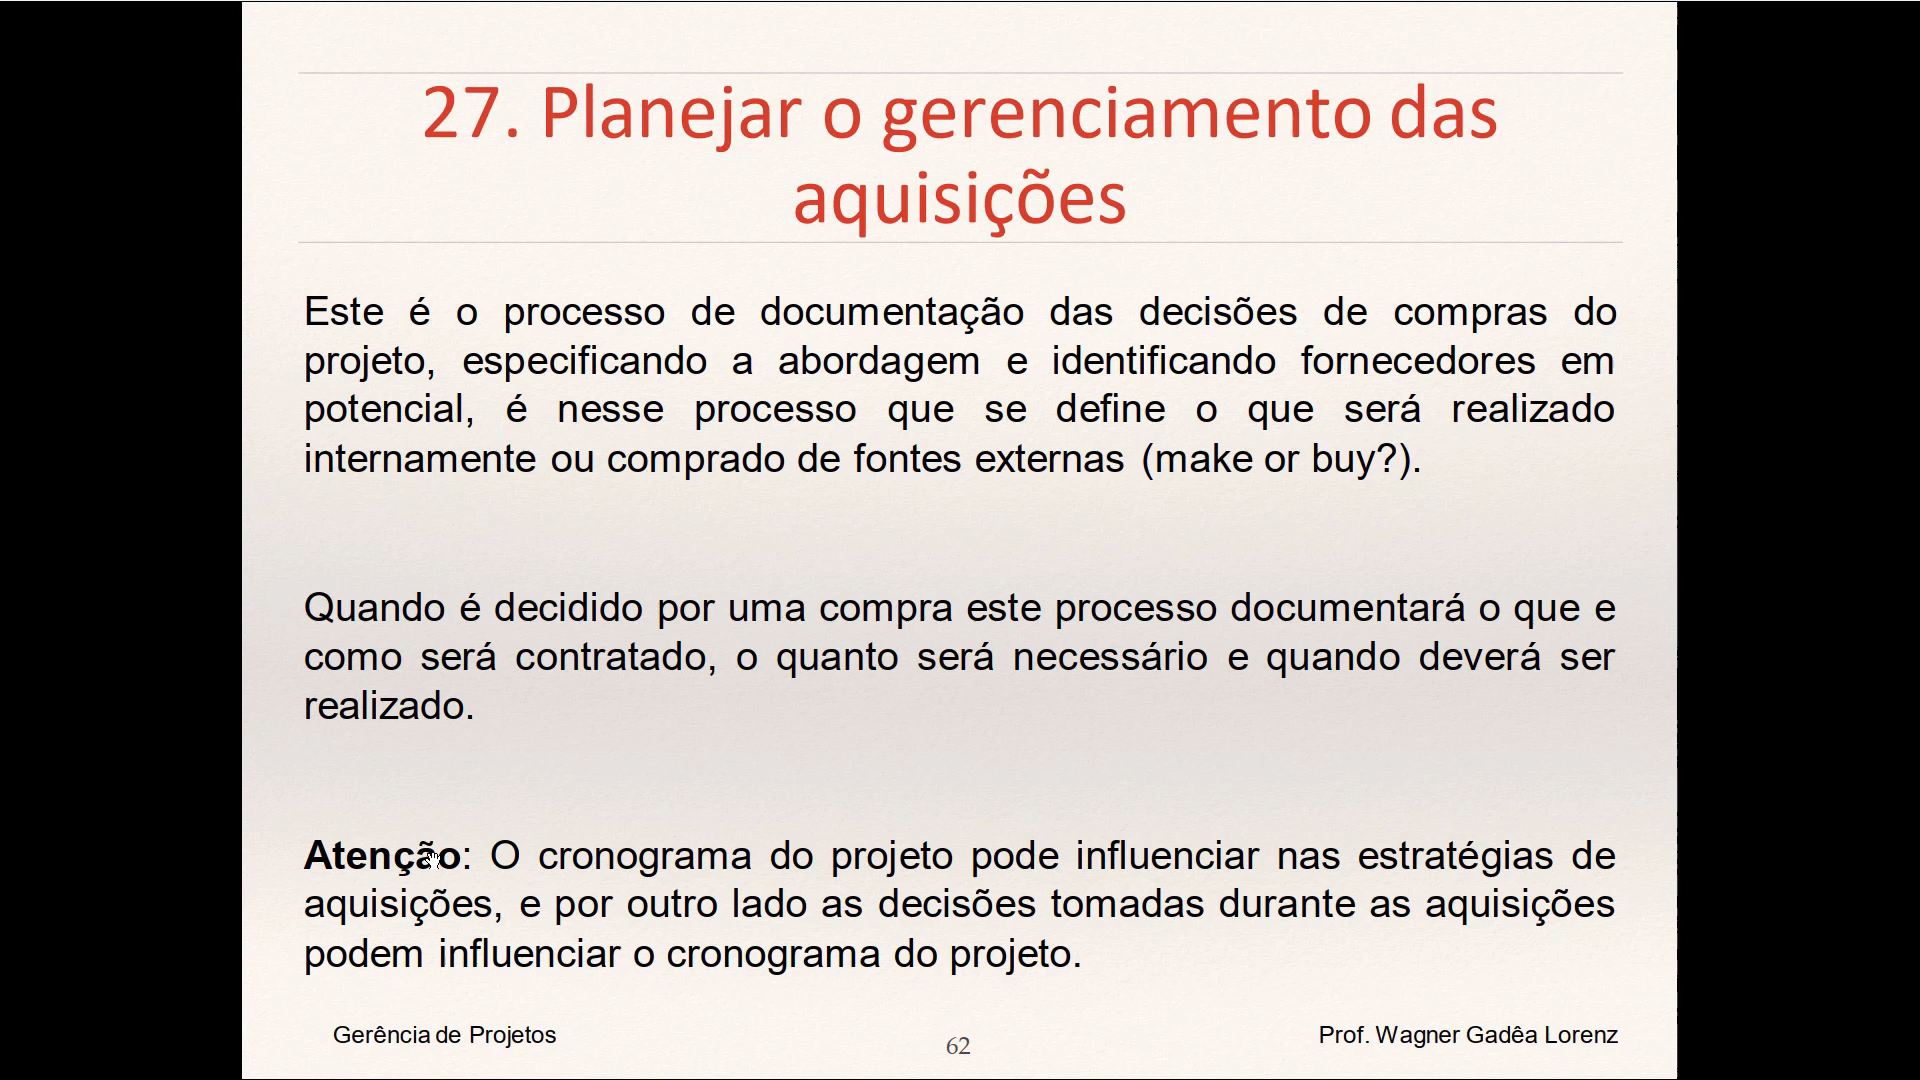 27. Planejar o gerenciamento das
aquisições
Este é o processo de documentação das decisões de compras do
projeto, especificando a abordagem e identificando fornecedores em
potencial, é nesse processo que se define o que será realizado
internamente ou comprado de fontes externas (make or buy?).
Quando é decidido por uma compra este processo documentará o que e
como será contratado, o quanto será necessário e quando deverá ser
realizado.
Atenção: O cronograma do projeto pode influenciar nas estratégias de
aquisições, e por outro lado as decisões tomadas durante as aquisições
podem influenciar o cronograma do projeto.
Gerência de Projetos
62
Prof. Wagner Gadêa Lorenz